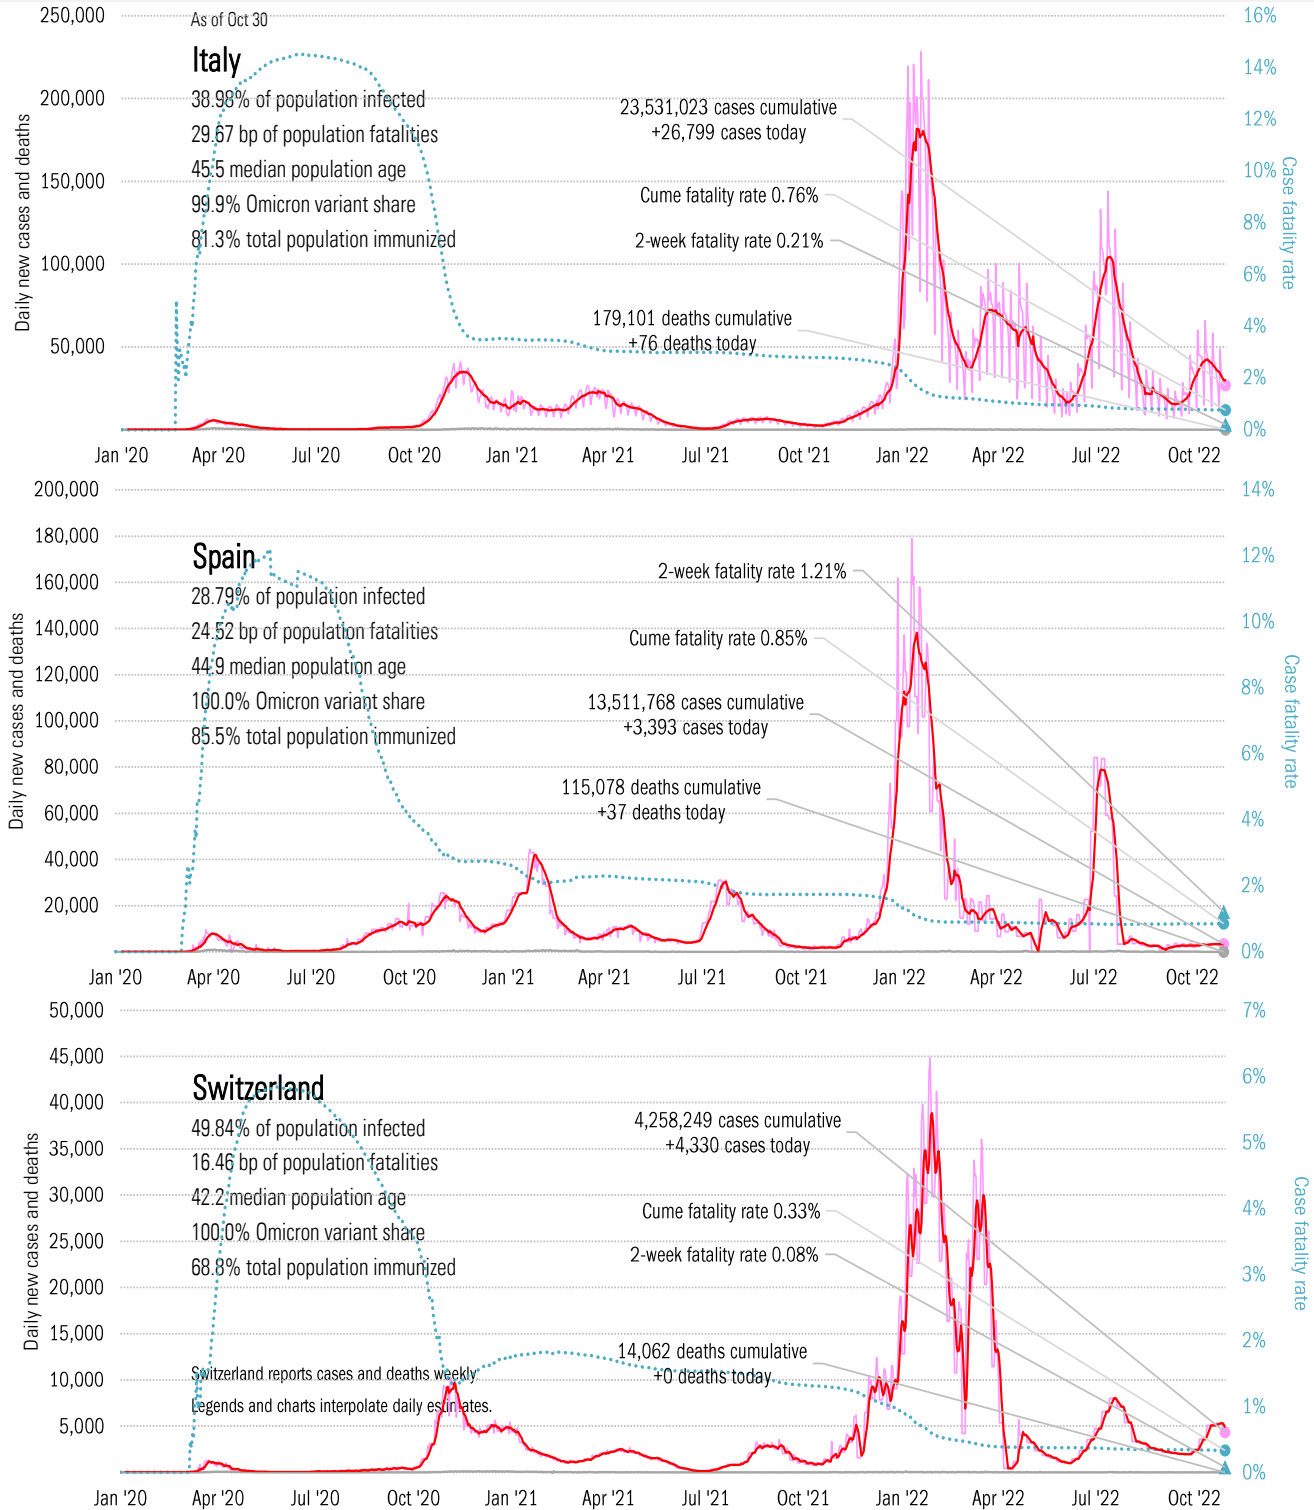 250,000
As of Oct 30
16%
Italy
14%
38.98% of population infected
200,000
23,531,023 cases cumulative
12%
29.67 bp of population fatalities
+26,799 cases today
45.5 median population age
150,000
10%
99.9% Omicron variant share
Cume fatality rate 0.76%
8%
81.3% total population immunized
2-week fatality rate 0.21%
100,000
6%
179,101 deaths cumulative
4%
50,000
+76 deaths today
2%
0%
Daily new cases and deaths
Case fatality rate
Jan '20 Apr '20 Jul '20 Oct '20 Jan '21 Apr '21 Jul '21 Oct '21 Jan '22 Apr '22 Jul '22 Oct '22
200,000
14%
180,000
Spain
12%
160,000
2-week fatality rate 1.21%
28.79% of population infected
140,000
10%
24.52 bp of population fatalities
Cume fatality rate 0.85%
44.9 median population age
120,000
8%
100.0% Omicron variant share
13,511,768 cases cumulative
100,000
+3,393 cases today
85.5% total population immunized
6%
80,000
115,078 deaths cumulative
60,000
+37 deaths today
4%
40,000
2%
20,000
0%
Daily new cases and deaths
Case fatality rate
Jan '20 Apr '20 Jul '20 Oct '20 Jan '21 Apr '21 Jul '21 Oct '21 Jan '22 Apr '22 Jul '22 Oct '22
50,000
7%
45,000
6%
Switzerland
40,000
49.84% of population infected
4,258,249 cases cumulative
5%
35,000
+4,330 cases today
16.46 bp of population fatalities
30,000
42.2 median population age
4%
Cume fatality rate 0.33%
100.0% Omicron variant share
25,000
2-week fatality rate 0.08%
68.8% total population immunized
3%
20,000
15,000
2%
14,062 deaths cumulative
+0 deaths today
Switzerland reports cases and deaths weekly
10,000
Legends and charts interpolate daily estimates.
1%
5,000
0%
Daily new cases and deaths
Case fatality rate
Jan '20 Apr '20 Jul '20 Oct '20 Jan '21 Apr '21 Jul '21 Oct '21 Jan '22 Apr '22 Jul '22 Oct '22